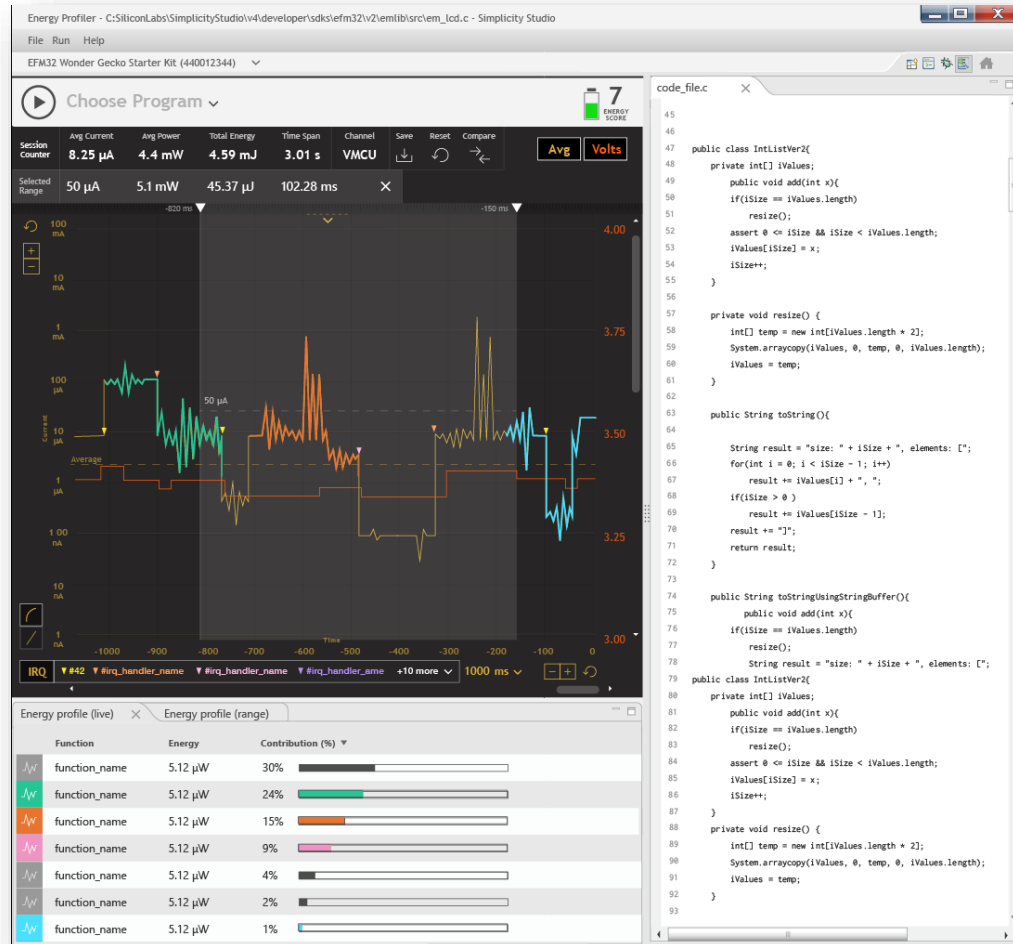 Energy Profiler - C:SiliconLabs\SimplicityStudio\v4\developer\sdks\efm32\v2\emlib\src\em_lcd.c - Simplicity Studio
File Run Help
EFM32 Wonder Gecko Starter Kit (440012344)
Choose Program
7
ENERGY
SCORE
Session
Counter
Avg Current
8.25 µA
Avg Power
4.4 mW
Total Energy
4.59 mJ
Time Span
3.01 s
Channel
VMCU
Save
Reset
Compare
Avg
Volts
Selected
Range
50 µA
5.1 mW
45.37 µJ
102.28 ms
X
-820 ms
-150 ms
100
mA
10
mA
1
mA
100
µA
10
µA
1
µA
1 00
nA
10
nA
1
nA
Current
50 µA
Average
4.00
3.75
3.50
3.25
3.00
Time
-1000 -900 -800 -700 -600 -500 -400 -300 -200 -100 0
IRQ
#42
#irq_handler_name
#irq_handler_name
#irq_handler_ame
+10 more
1000 ms
Energy profile (live)
Energy profile (range)
Function Energy Contribution (%)
function_name 5.12 µW 30%
function_name 5.12 µW 24%
function_name 5.12 µW 15%
function_name 5.12 µW 9%
function_name 5.12 µW 4%
function_name 5.12 µW 2%
function_name 5.12 µW 1%
code_file.c
45
46
47 public class IntListVer2{
48 private int[] iValues;
49 public void add(int x){
50 if(iSize == iValues.length)
51 resize();
52 assert 0 <= iSize && iSize < iValues.length;
53 iValues[iSize] = x;
54 iSize++;
55 }
56
57 private void resize() {
58 int[] temp = new int[iValues.length * 2];
59 System.arraycopy(iValues, 0, temp, 0, iValues.length);
60 iValues = temp;
61 }
62
63 public String toString(){
64
65 String result = "size: " + iSize + ", elements: [";
66 for(int i = 0; i < iSize - 1; i++)
67 result += iValues[i] + ", ";
68 if(iSize > 0 )
69 result += iValues[iSize - 1];
70 result += "]";
71 return result;
72 }
73
74 public String toStringUsingStringBuffer(){
75 public void add(int x){
76 if(iSize == iValues.length)
77 resize();
78 String result = "size: " + iSize + ", elements: [";
79 public class IntListVer2{
80 private int[] iValues;
81 public void add(int x){
82 if(iSize == iValues.length)
83 resize();
84 assert 0 <= iSize && iSize < iValues.length;
85 iValues[iSize] = x;
86 iSize++;
87 }
88 private void resize() {
89 int[] temp = new int[iValues.length * 2];
90 System.arraycopy(iValues, 0, temp, 0, iValues.length);
91 iValues = temp;
92 }
93